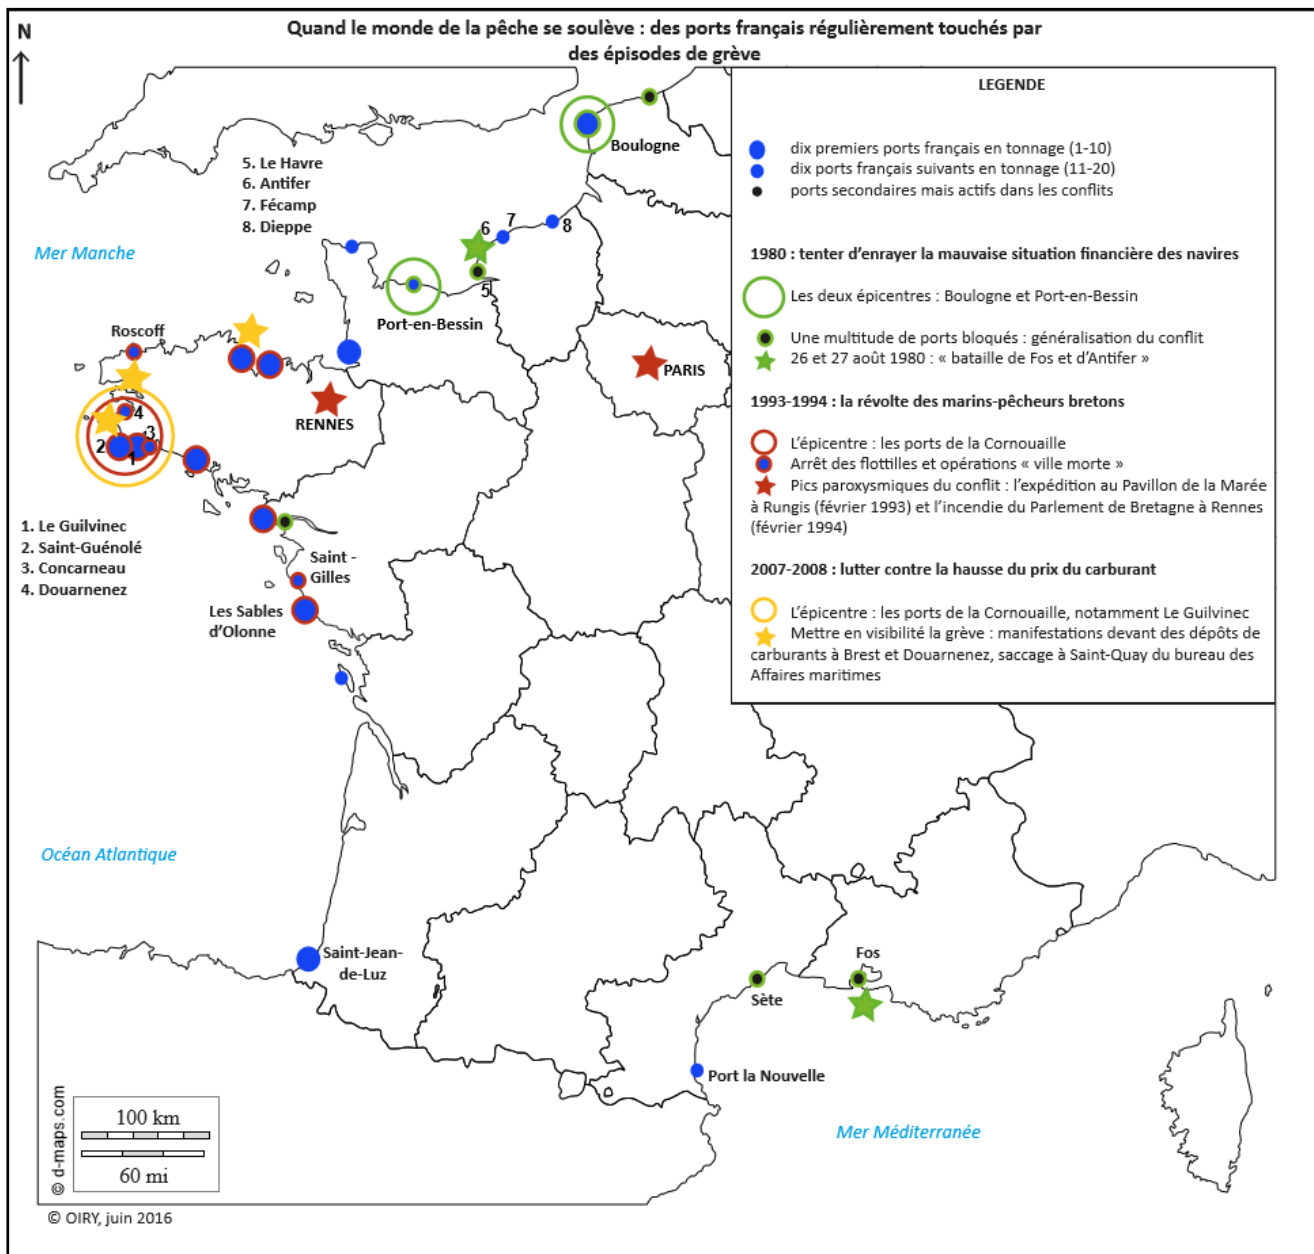 Quand le monde de la pêche se soulève : des ports français régulièrement touchés par
des épisodes de grève
N
LEGENDE
dix premiers ports français en tonnage (1-10)
dix ports français suivants en tonnage (11-20)
ports secondaires mais actifs dans les conflits
1980 : tenter d'enrayer la mauvaise situation financière des navires
Les deux épicentres : Boulogne et Port-en-Bessin
Une multitude de ports bloqués : généralisation du conflit
26 et 27 août 1980 : « bataille de Fos et d'Antifer »
1993-1994 : la révolte des marins-pêcheurs bretons
L'épicentre : les ports de la Cornouaille
Arrêt des flottilles et opérations « ville morte »
Pics paroxysmiques du conflit : l'expédition au Pavillon de la Marée
à Rungis (février 1993) et l'incendie du Parlement de Bretagne à Rennes
(février 1994)
2007-2008 : lutter contre la hausse du prix du carburant
L'épicentre : les ports de la Cornouaille, notamment Le Guilvinec
Mettre en visibilité la grève : manifestations devant des dépôts de
carburants à Brest et Douarnenez, saccage à Saint-Quay du bureau des
Affaires maritimes
Boulogne
5. Le Havre
6. Antifer
7. Fécamp
8. Dieppe
6
7
8
5
Mer Manche
Port-en-Bessin
Roscoff
PARIS
RENNES
4
3
2
1
1. Le Guilvinec
2. Saint-Guénolé
3. Concarneau
4. Douarnenez
Saint -
Gilles
Les Sables
d'Olonne
Océan Atlantique
Saint-Jean-
de-Luz
Fos
Sète
Port la Nouvelle
Mer Méditerranée
100 km
60 mi
© d-maps.com
© OIRY, juin 2016